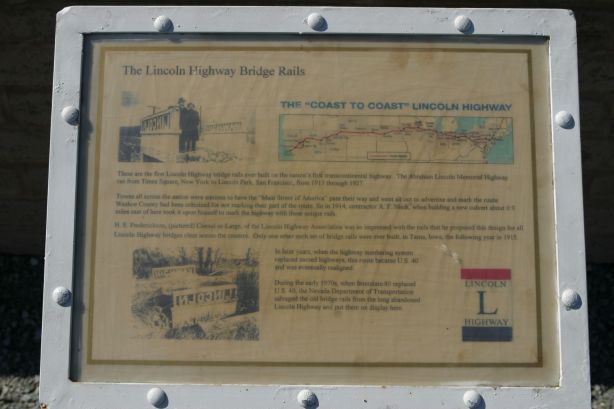 The Lincoln Highway Bridge Rails
THE "COAST TO COAST" LINCOLN HIGHWAY
These are the first Lincoln Highway bridge rails ever built on the nation's first transcontinental highway. The Abraham Lincoln Memorial Highway
ran from Times Square, New York to Lincoln Park, San Francisco, from 1913 through 1927.
Towns all across the nation were anxious to have the "Main Street of America" pass their way and went all out to advertise and mark the route.
Washoe County had been criticized for not marking their part of the route. So in 1914, contractor A. F. when building a new culvert about 0.9
miles east of here took it upon himself to mark the highway with these unique rails.
H. E. Frederickson, (pictured) Consul-at-Large, of the Lincoln Highway Association was so impressed with the rails that he proposed this design for all
Lincoln Highway bridges clear across the country. Only one other such set of bridge rails were ever built, in Tama, Iowa, the following year in 1915.
In later years, when the highway numbering system
replaced named highways, this route became U.S. 40
and was eventually realigned.
During the early 1970s, when Interstate 80 replaced
U.S. 40, the Nevada Department of Transportation
salvaged the old bridge rails from the long abandoned
Lincoln Highway and put them on display here.
LINCOLN
LINCOLN
L
HIGHWAY